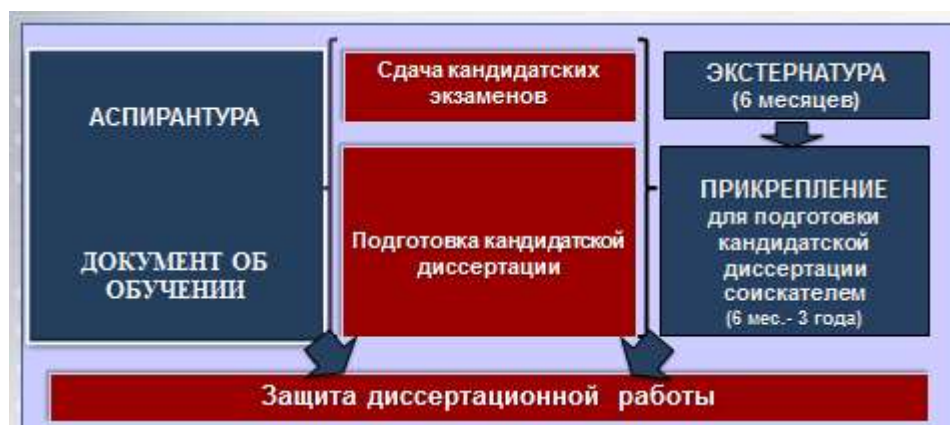 АСПИРАНТУРА
ДОКУМЕНТ ОБ
ОБУЧЕНИИ
Сдача кандидатских
экзаменов
Подготовка кандидатской
диссертации
ЭКСТЕРНАТУРА
(6 месяцев)
ПРИКРЕПЛЕНИЕ
для подготовки
кандидатской
диссертации
соискателем
(6 мес.- 3 года)
Защита диссертационной работы